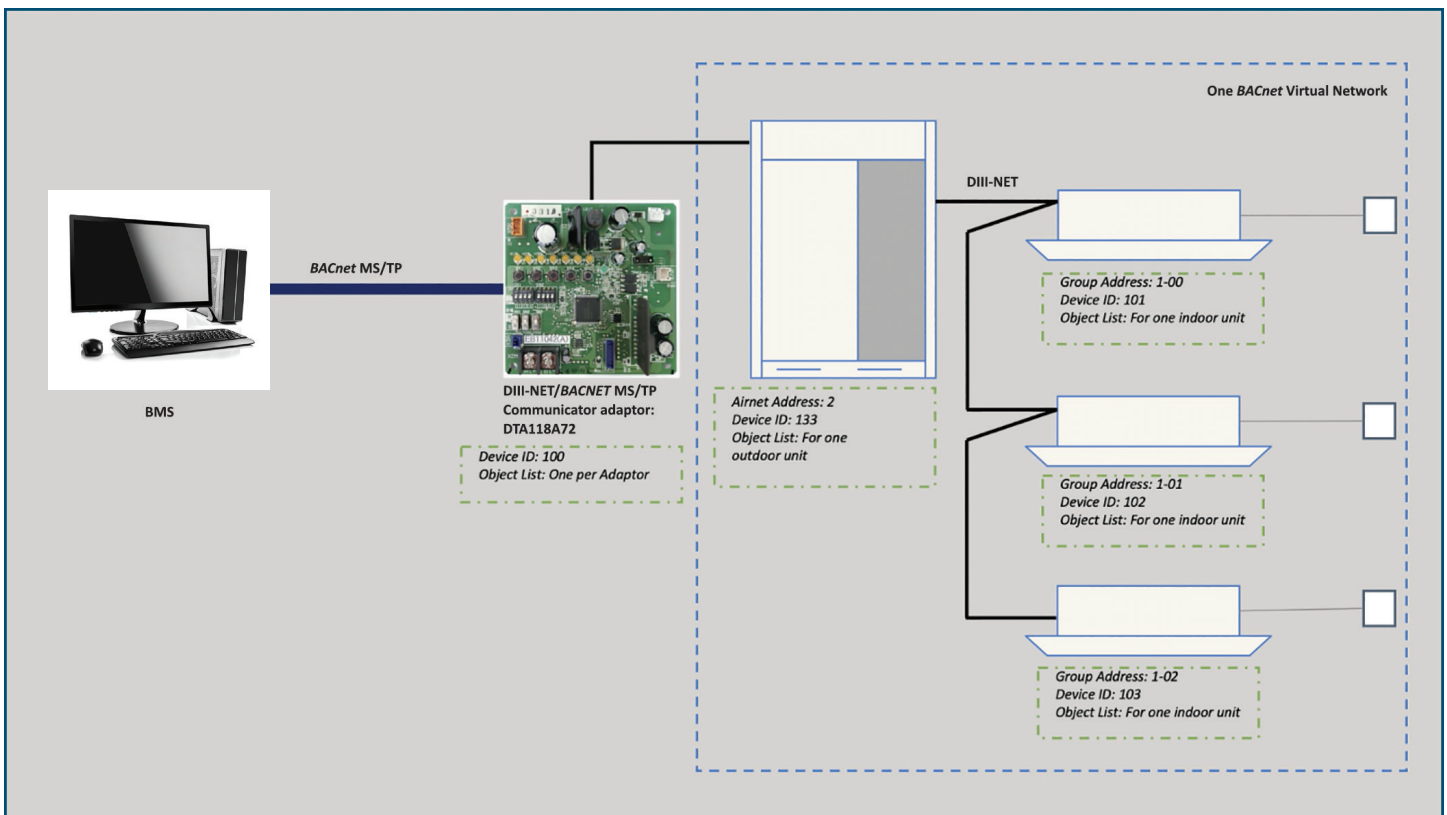 One BACnet Virtual Network
DIII-NET
BACnet MS/TP
BMS
DIII-NET/BACNET MS/TP
Communicator adaptor:
DTA118A72
Device ID: 100
Object List: One per Adaptor
Airnet Address: 2
Device ID: 133
Object List: For one
outdoor unit
Group Address: 1-00
Device ID: 101
Object List: For one indoor unit
Group Address: 1-01
Device ID: 102
Object List: For one indoor unit
Group Address: 1-02
Device ID: 103
Object List: For one indoor unit